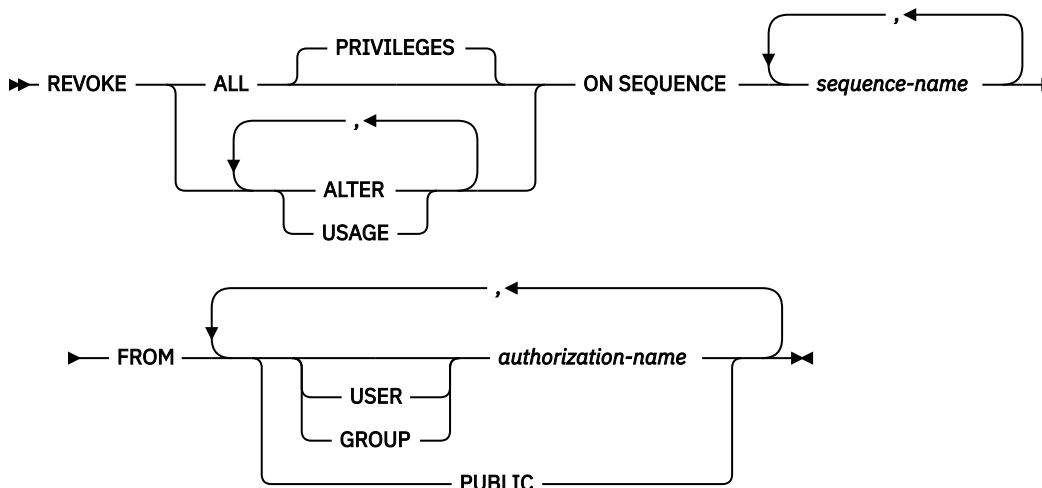 ,
PRIVILEGES
REVOKE ALL ON SEQUENCE sequence-name
,
ALTER
USAGE
,
FROM authorization-name
USER
GROUP
PUBLIC